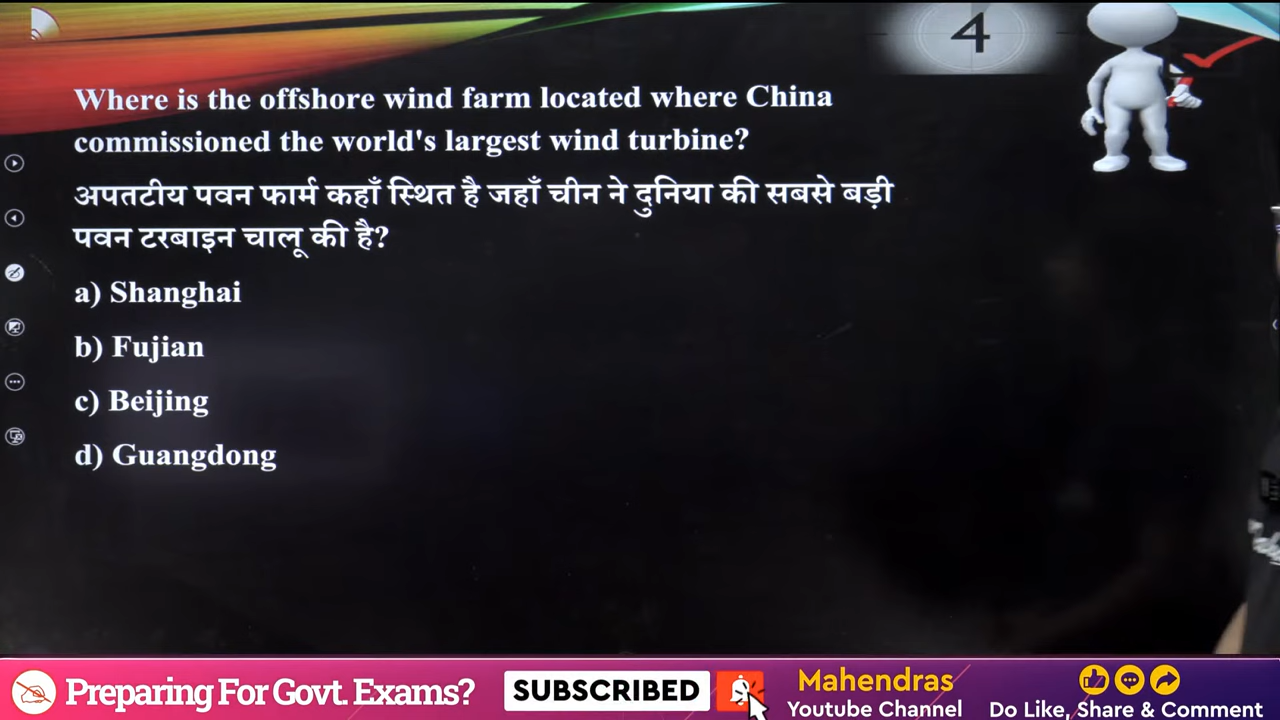 4
Where is the offshore wind farm located where China
commissioned the world's largest wind turbine?
अपतटीय पवन फार्म कहाँ स्थित है जहाँ चीन ने दुनिया की सबसे बड़ी
पवन टरबाइन चालू की है?
a) Shanghai
b) Fujian
c) Beijing
d) Guangdong
Preparing For Govt. Exams?
SUBSCRIBED
Mahendras
Youtube Channel
Do Like, Share & Comment